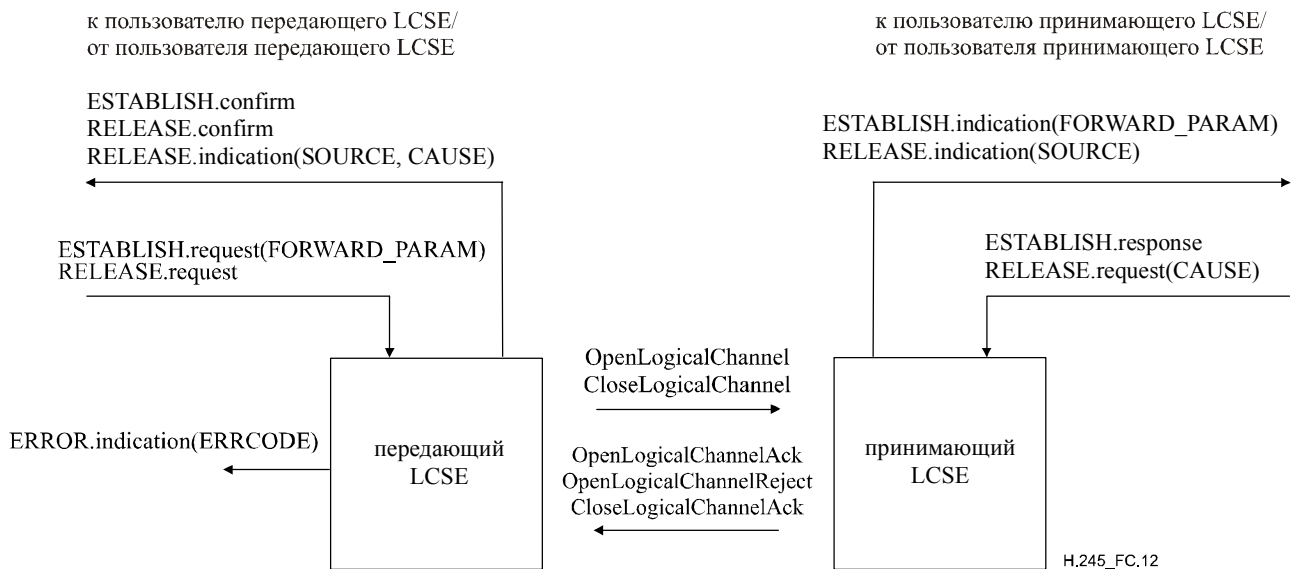 к пользователю передающего LCSE/
от пользователя передающего LCSE
к пользователю принимающего LCSE/
от пользователя принимающего LCSE
ESTABLISH.confirm
RELEASE.confirm
RELEASE.indication(SOURCE, CAUSE)
ESTABLISH.indication(FORWARD_PARAM)
RELEASE.indication(SOURCE)
ESTABLISH.request(FORWARD_PARAM)
RELEASE.request
ESTABLISH.response
RELEASE.request(CAUSE)
OpenLogicalChannel
CloseLogicalChannel
ERROR.indication(ERRCODE)
передающий
LCSE
OpenLogicalChannelAck
OpenLogicalChannelReject
CloseLogicalChannelAck
принимающий
LCSE
H.245_FC.12